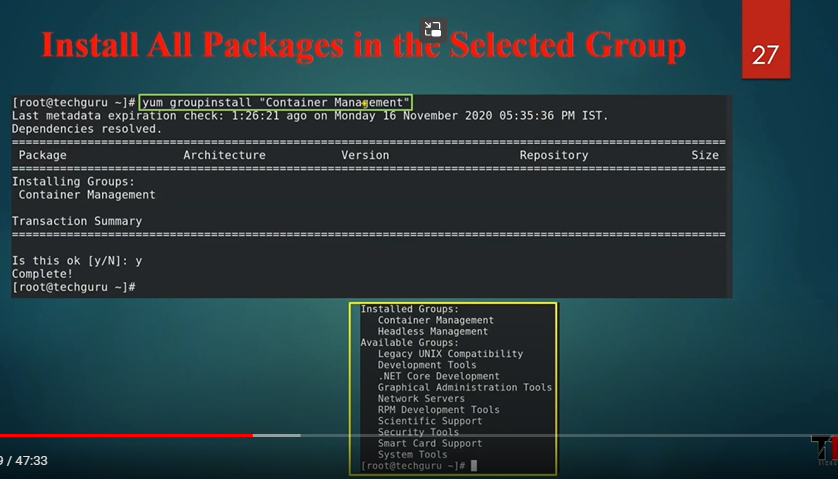 Install All Packages in the Selected Group
27
[root@techguru ~]# yum groupinstall "Container Management"
Last metadata expiration check: 1:26:21 ago on Monday 16 November 2020 05:35:36 PM IST.
Dependencies resolved.
================================================================================
Package Architecture Version Repository Size
================================================================================
Installing Groups:
Container Management
Transaction Summary
================================================================================
Is this ok [y/N]: y
Complete!
[root@techguru ~]#
Installed Groups:
Container Management
Headless Management
Available Groups:
Legacy UNIX Compatibility
Development Tools
.NET Core Development
Graphical Administration Tools
Network Servers
RPM Development Tools
Scientific Support
Security Tools
Smart Card Support
System Tools
[root@techguru ~]#
/ 47:33